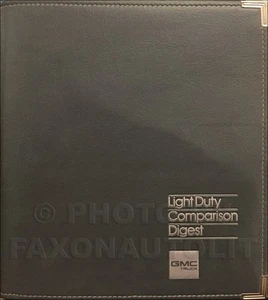 Light Duty
Comparison
Digest
© PHOTO
FAXONAUTOLIT
GMC
TRUCK